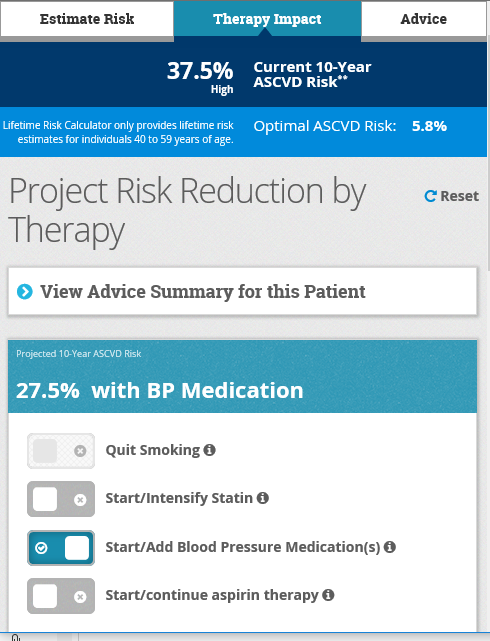 Estimate Risk
Therapy Impact
Advice
37.5%
High
Current 10-Year
ASCVD Risk**
Lifetime Risk Calculator only provides lifetime risk
estimates for individuals 40 to 59 years of age.
Optimal ASCVD Risk: 5.8%
Project Risk Reduction by
Therapy
Reset
View Advice Summary for this Patient
Projected 10-Year ASCVD Risk
27.5% with BP Medication
Quit Smoking
Start/Intensify Statin
Start/Add Blood Pressure Medication(s)
Start/continue aspirin therapy